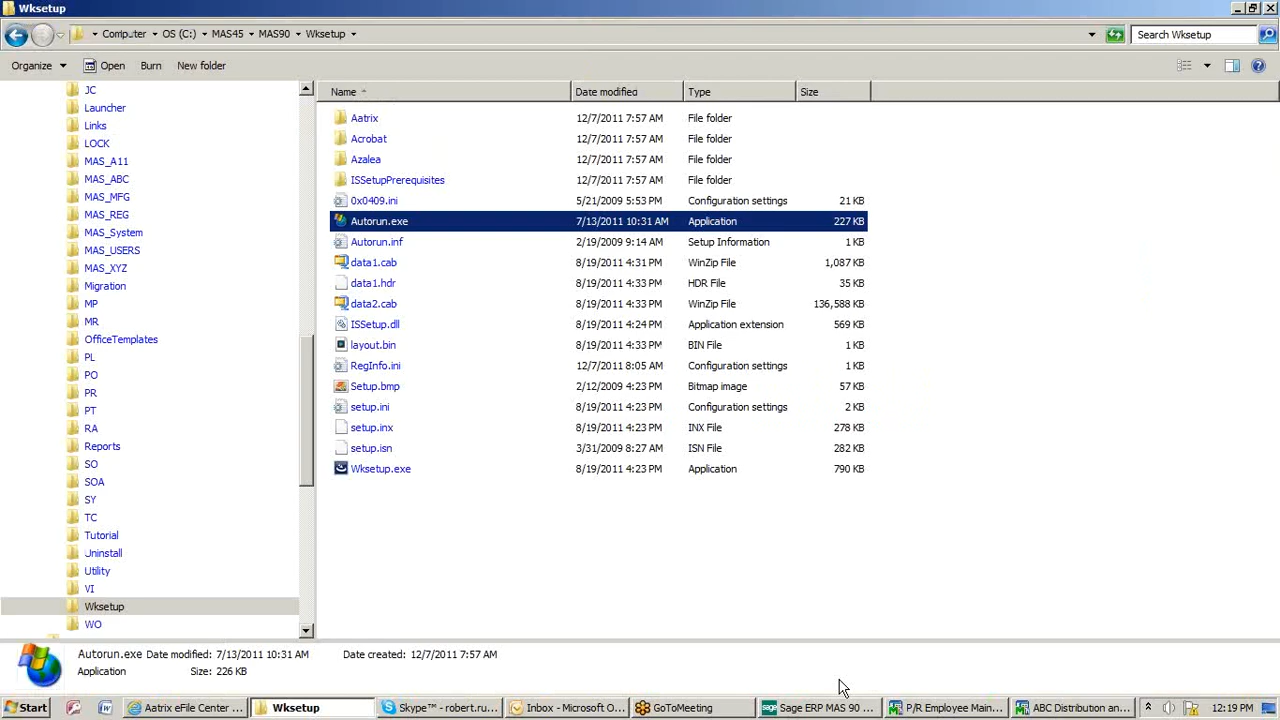 Wksetup
Computer OS (C:) MAS45 MAS90 Wksetup Search Wksetup
Organize Open Burn New folder
Name Date modified Type Size
JC
Launcher
Links
LOCK
MAS_A11
MAS_ABC
MAS_MFG
MAS_REG
MAS_System
MAS_USERS
MAS_XYZ
Migration
MP
MR
OfficeTemplates
PL
PO
PR
PT
RA
Reports
SO
SOA
SY
TC
Tutorial
Uninstall
Utility
VI
Wksetup
WO
Aatrix 12/7/2011 7:57 AM File folder
Acrobat 12/7/2011 7:57 AM File folder
Azalea 12/7/2011 7:57 AM File folder
ISSetupPrerequisites 12/7/2011 7:57 AM File folder
0x0409.ini 5/21/2009 5:53 PM Configuration settings 21 KB
Autorun.exe 7/13/2011 10:31 AM Application 227 KB
Autorun.inf 2/19/2009 9:14 AM Setup Information 1 KB
data1.cab 8/19/2011 4:31 PM WinZip File 1,087 KB
data1.hdr 8/19/2011 4:33 PM HDR File 35 KB
data2.cab 8/19/2011 4:33 PM WinZip File 136,588 KB
ISSetup.dll 8/19/2011 4:24 PM Application extension 569 KB
layout.bin 8/19/2011 4:33 PM BIN File 1 KB
RegInfo.ini 12/7/2011 8:05 AM Configuration settings 1 KB
Setup.bmp 2/12/2009 4:23 PM Bitmap image 57 KB
setup.ini 8/19/2011 4:23 PM Configuration settings 2 KB
setup.inx 8/19/2011 4:23 PM INX File 278 KB
setup.isn 3/31/2009 8:27 AM ISN File 282 KB
Wksetup.exe 8/19/2011 4:23 PM Application 790 KB
Autorun.exe Date modified: 7/13/2011 10:31 AM Date created: 12/7/2011 7:57 AM
Application Size: 226 KB
Start Aatrix eFile Center ... Wksetup Skype™ - robert.ru... Inbox - Microsoft O... GoToMeeting Sage ERP MAS 90 ... P/R Employee Main... ABC Distribution an... 12:19 PM